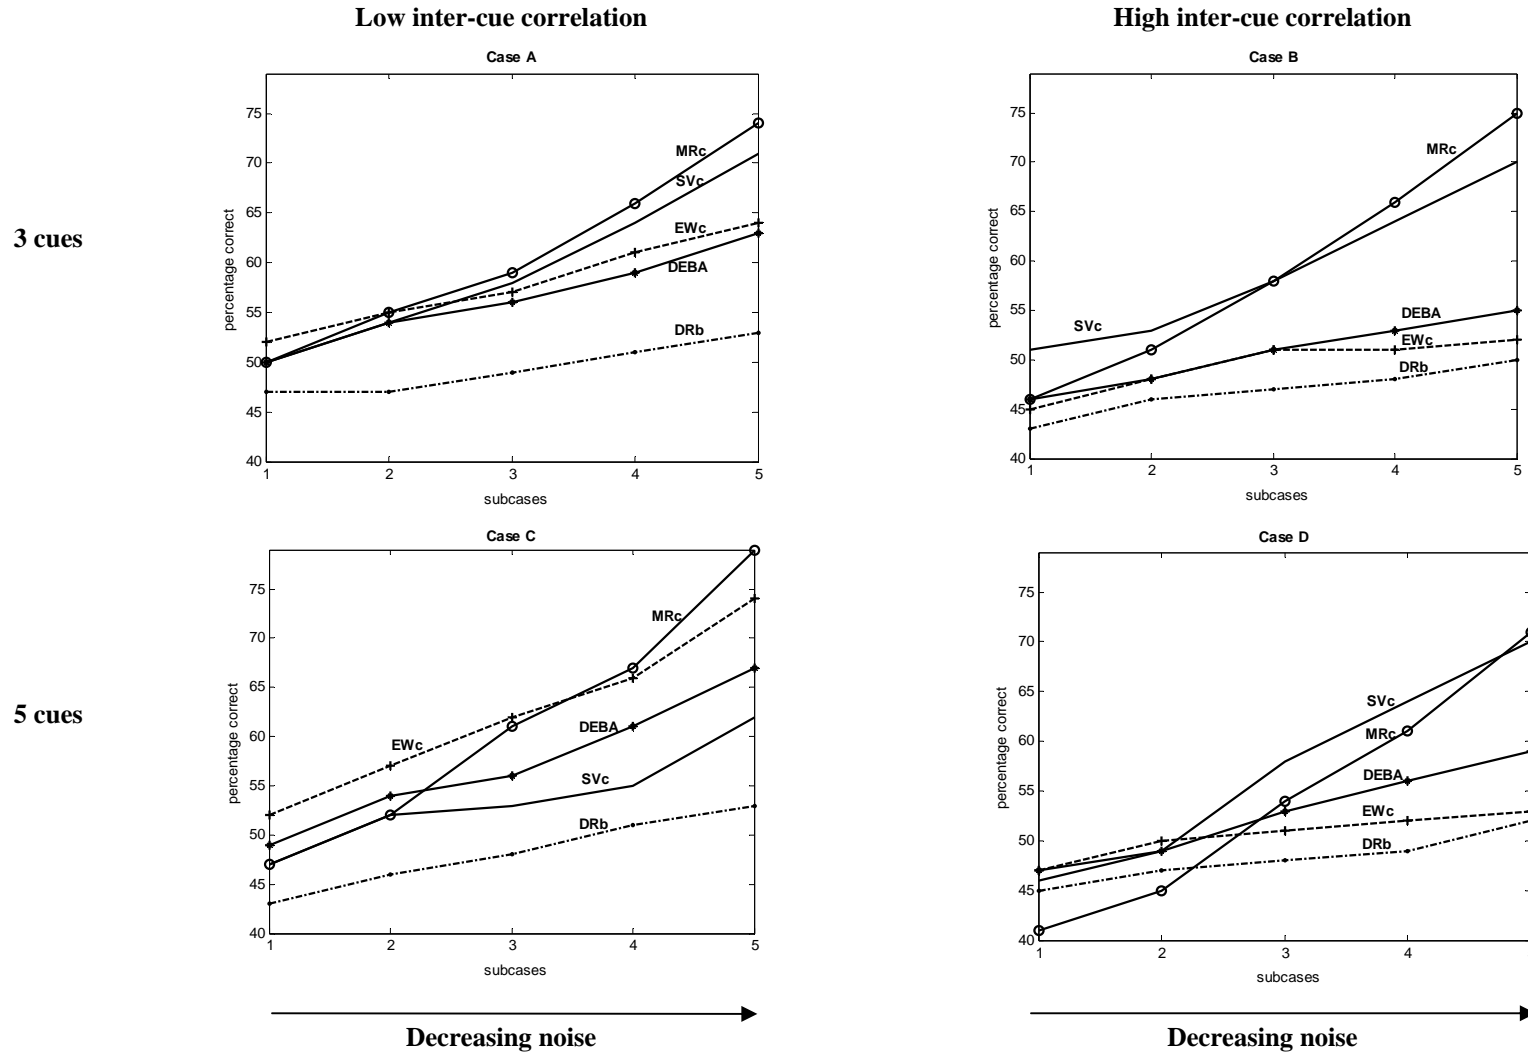 Low inter-cue correlation
High inter-cue correlation
3 cues
Case A
percentage correct
75
70
65
60
55
50
45
40
1 2 3 4 5
subcases
MRc
SVc
EWc
DEBA
DRb
Case B
percentage correct
75
70
65
60
55
50
45
40
1 2 3 4 5
subcases
MRc
SVc
DEBA
EWc
DRb
5 cues
Case C
percentage correct
75
70
65
60
55
50
45
40
1 2 3 4 5
subcases
MRc
EWc
DEBA
SVc
DRb
Case D
percentage correct
75
70
65
60
55
50
45
40
1 2 3 4
subcases
SVc
MRc
DEBA
EWc
DRb
Decreasing noise
Decreasing noise